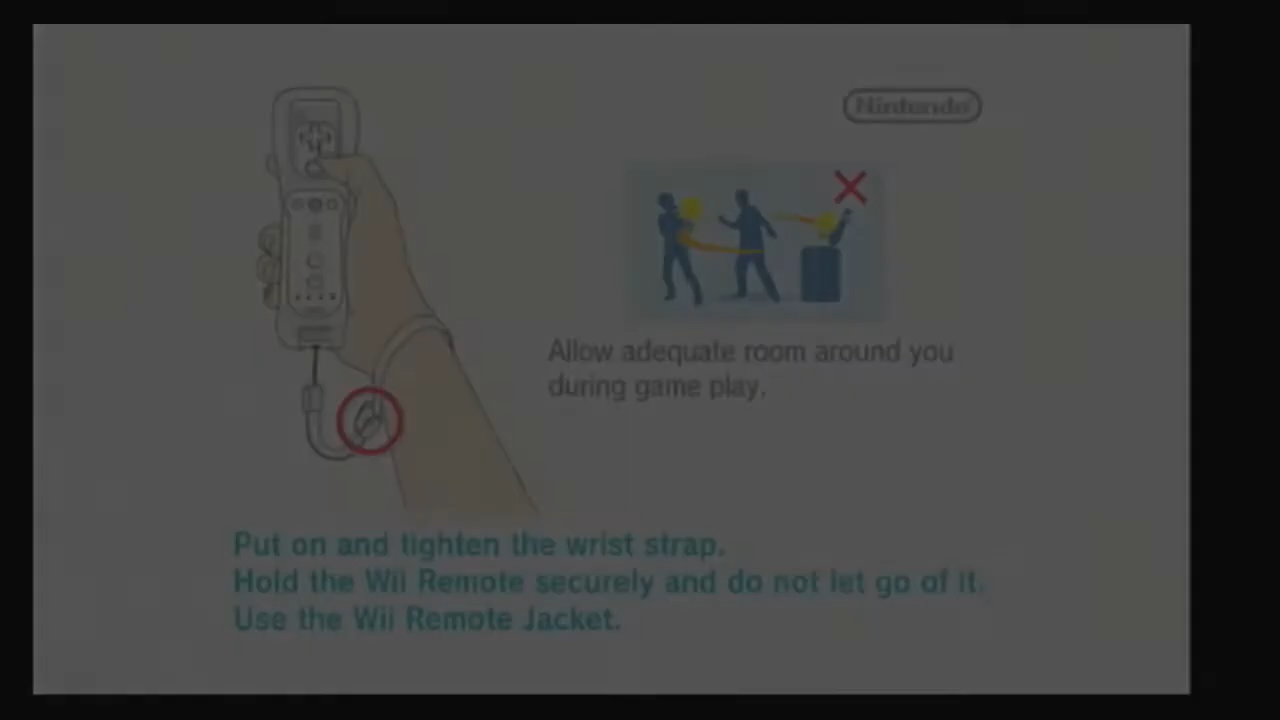 Nintendo
Allow adequate room around you
during game play.
Put on and tighten the wrist strap.
Hold the Wii Remote securely and do not let go of it.
Use the Wii Remote Jacket.